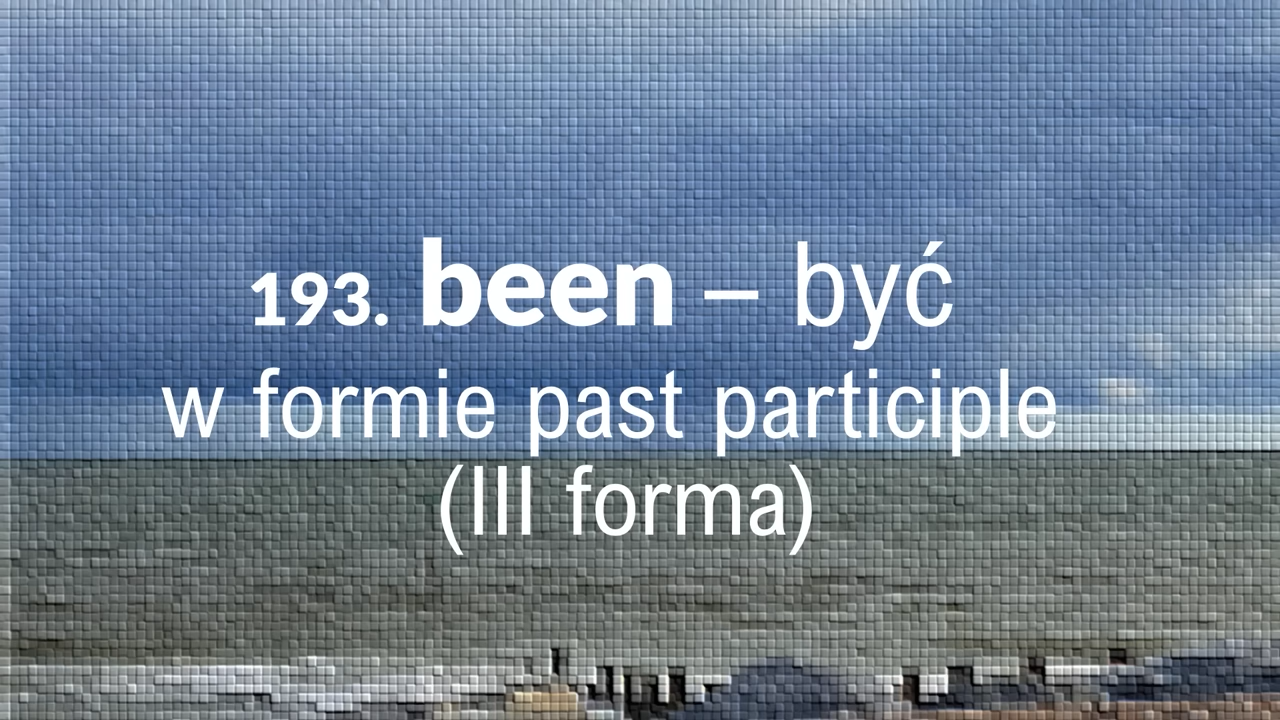 193. been – być
w formie past participle
(III forma)